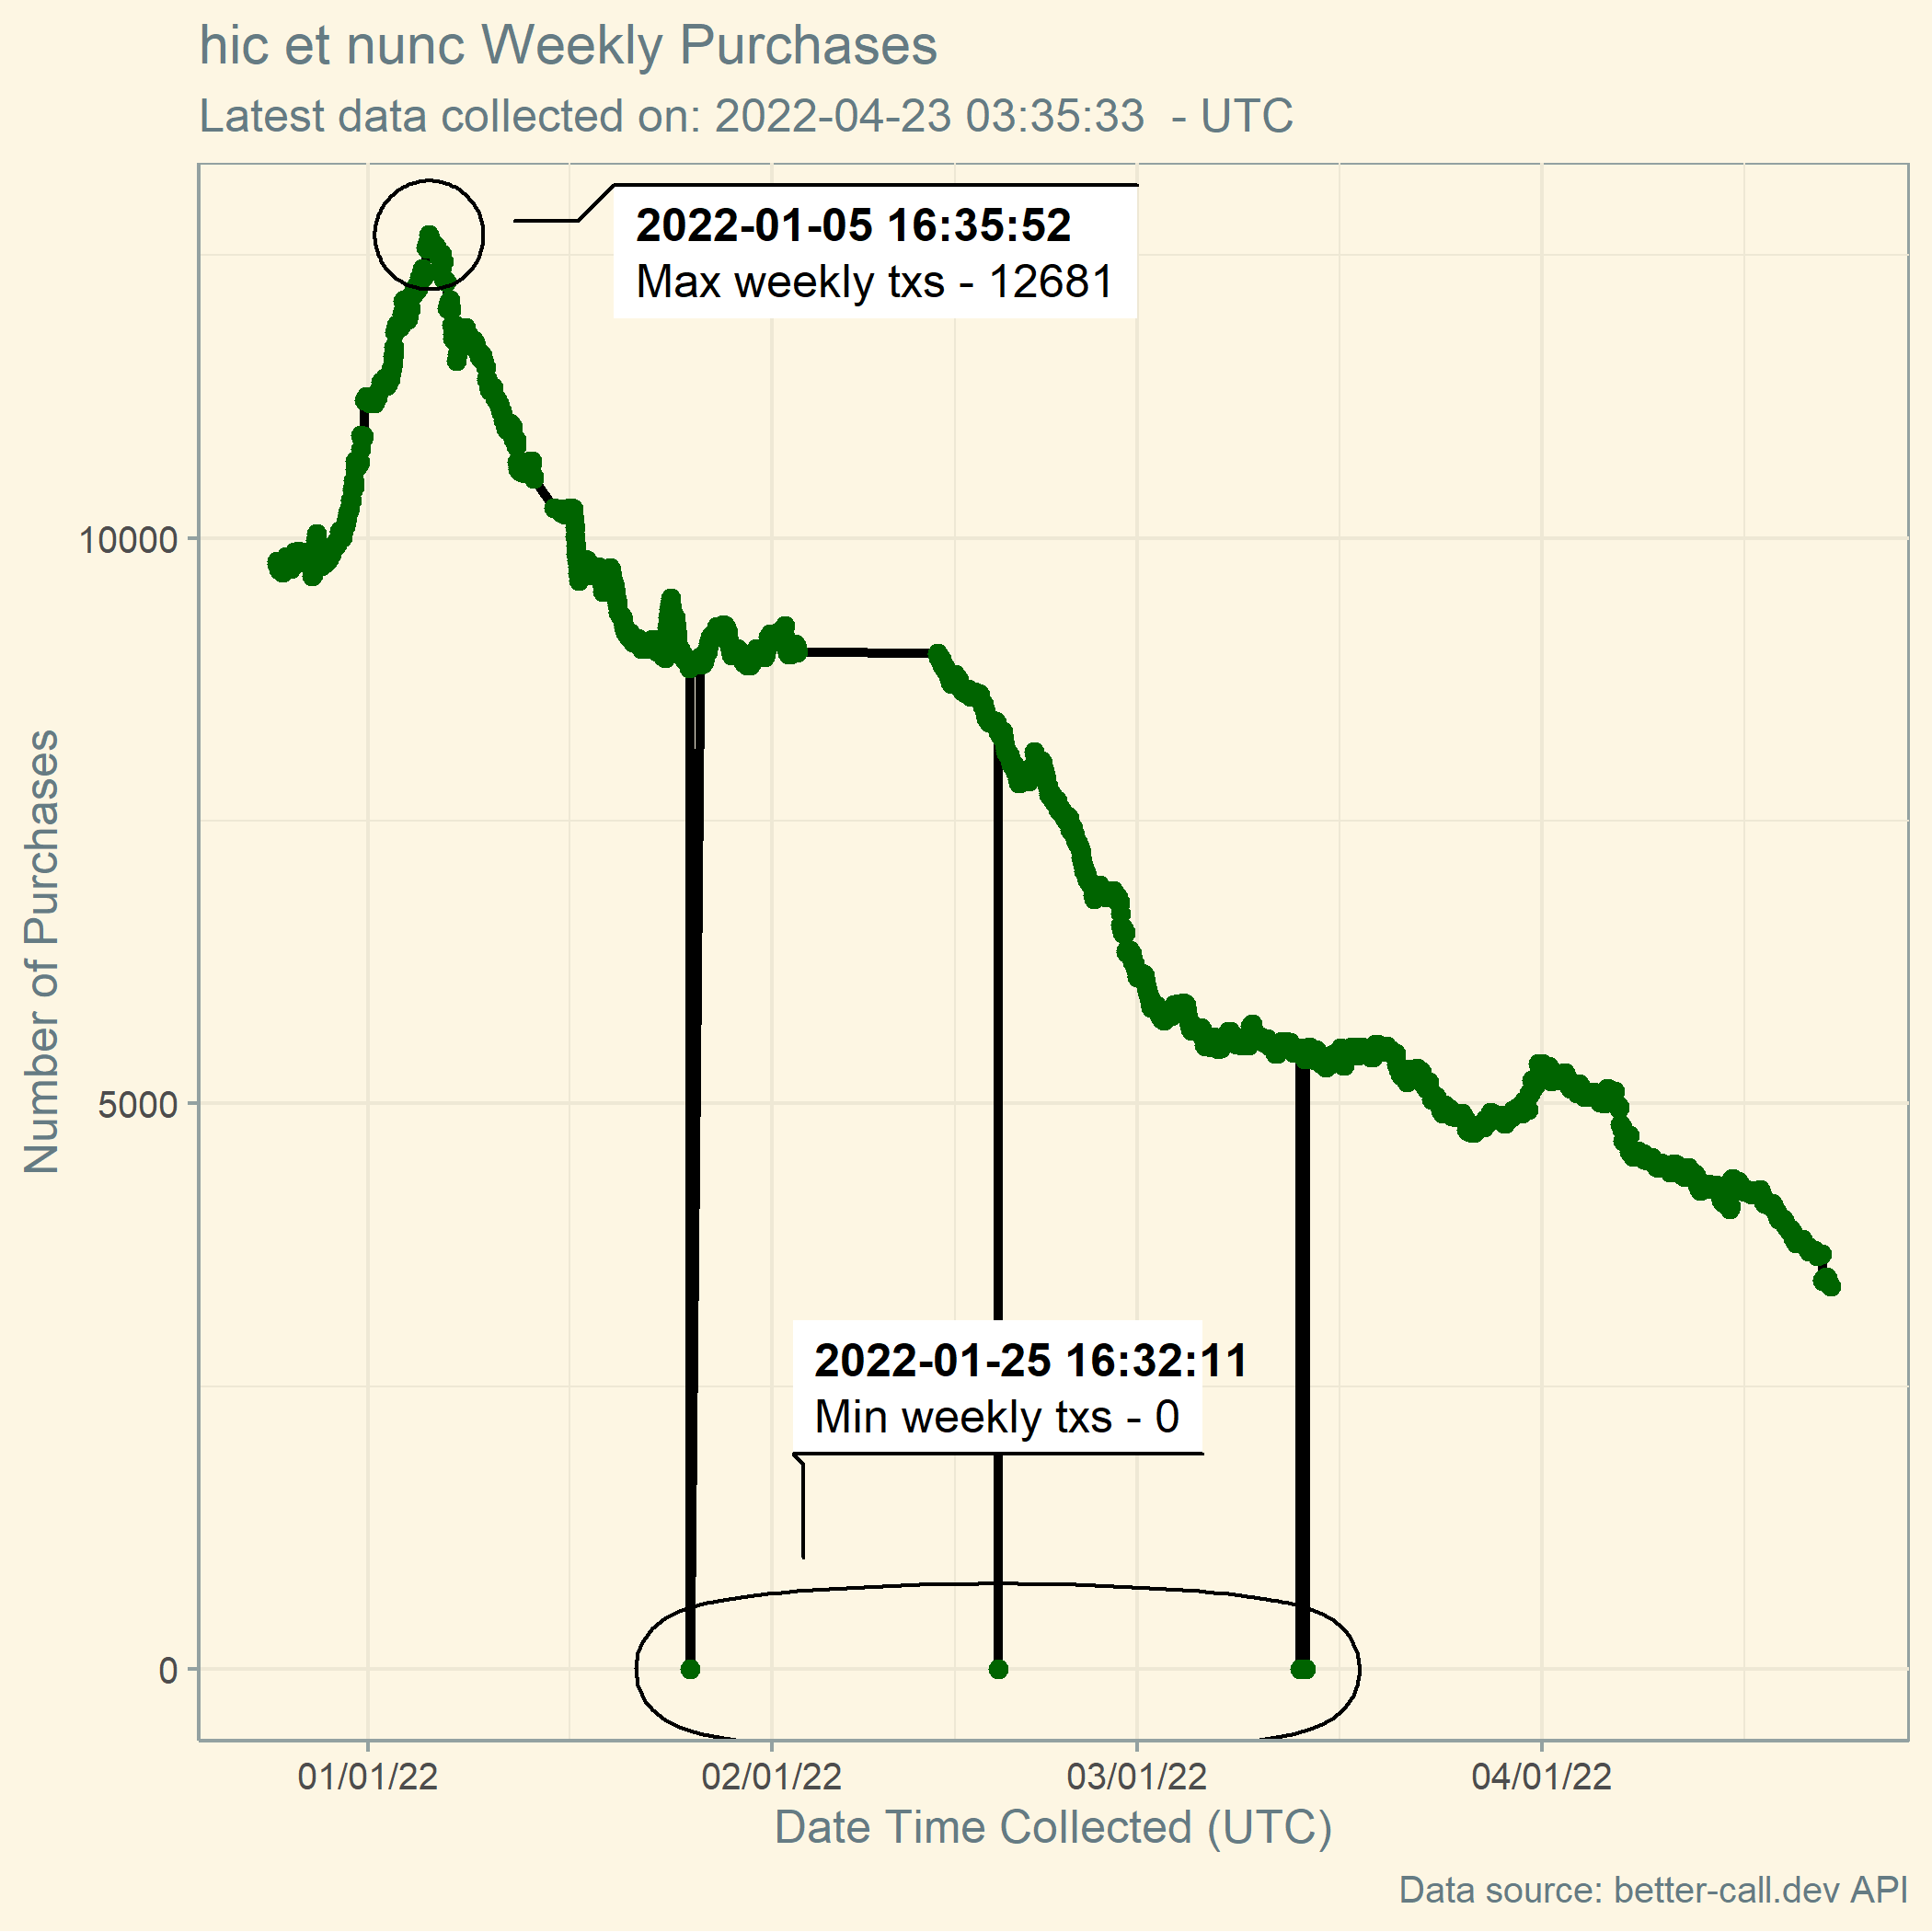 hic et nunc Weekly Purchases
Latest data collected on: 2022-04-23 03:35:33  - UTC
2022-01-05 16:35:52
Max weekly txs - 12681
10000
5000
0
Number of Purchases
2022-01-25 16:32:11
Min weekly txs - 0
01/01/22
02/01/22
03/01/22
04/01/22
Date Time Collected (UTC)
Data source: better-call.dev API